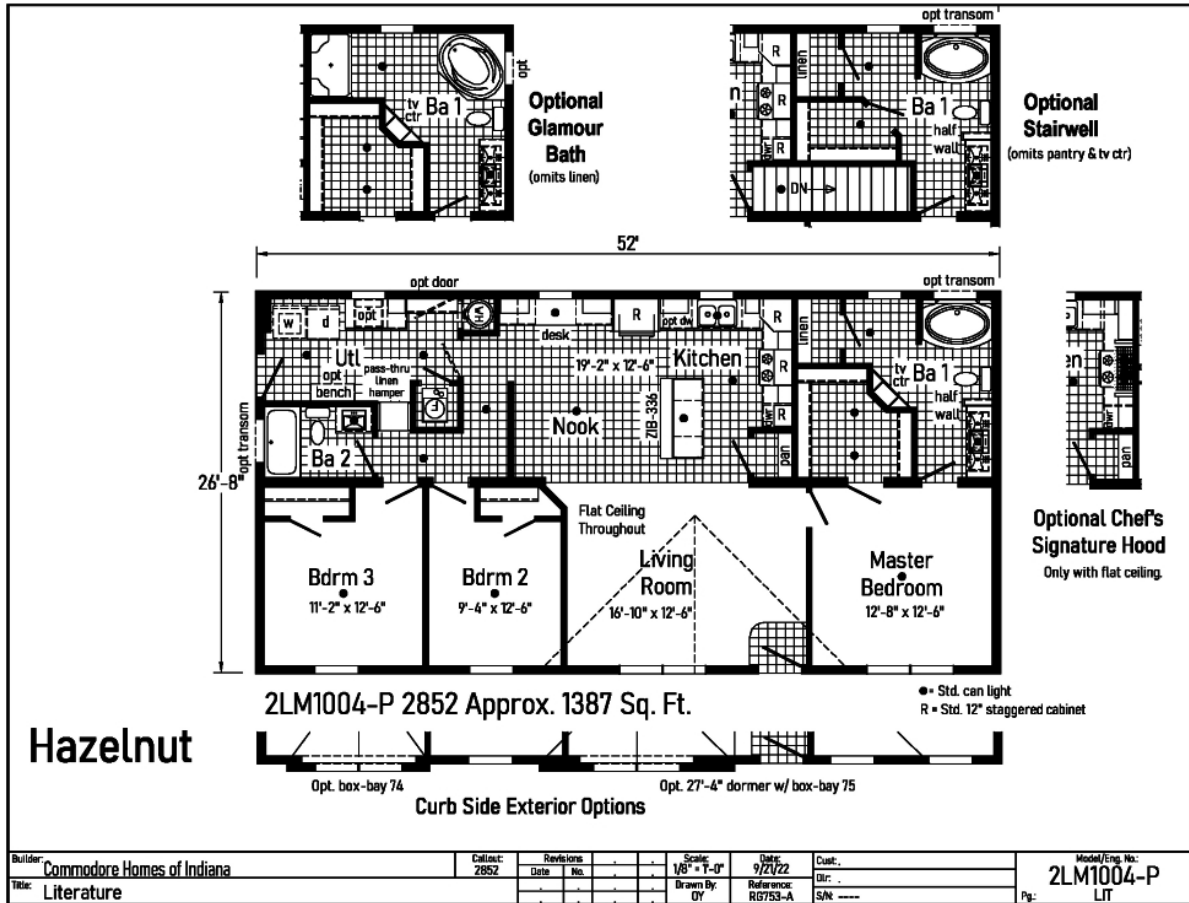 opt transom
opt
Ba 1
tv
ctr
Optional
Glamour
Bath
(omits linen)
R
linen
R
R
dwr
n
Ba 1
half
wall
DN
Optional
Stairwell
(omits pantry & tv ctr)
52'
opt door
opt transom
w
d
opt
WH
desk
R
opt dw
R
linen
Utl
opt
bench
pass-thru
linen
hamper
F
19'-2" x 12'-6"
Kitchen
R
tv
ctr
Ba 1
half
wall
ZIB-336
Nook
dwr
R
pan
opt transom
Ba 2
26'-8"
n
dwr
pan
Optional Chef's
Signature Hood
Only with flat ceiling.
Flat Ceiling
Throughout
Bdrm 3
11'-2" x 12'-6"
Bdrm 2
9'-4" x 12'-6"
Living
Room
16'-10" x 12'-6"
Master
Bedroom
12'-8" x 12'-6"
2LM1004-P 2852 Approx. 1387 Sq. Ft.
●= Std. can light
R = Std. 12" staggered cabinet
Hazelnut
Opt. box-bay 74
Opt. 27'-4" dormer w/ box-bay 75
Curb Side Exterior Options
Builder: Commodore Homes of Indiana
Title: Literature
Callout:
2852
Revisions
Date No.
Scale:
1/8" = 1'-0"
Drawn By:
OY
Date:
9/21/22
Reference:
RG753-A
Cust: .
Dlr: .
S/N: ----
Model/Eng. No.:
2LM1004-P
Pg.: LIT